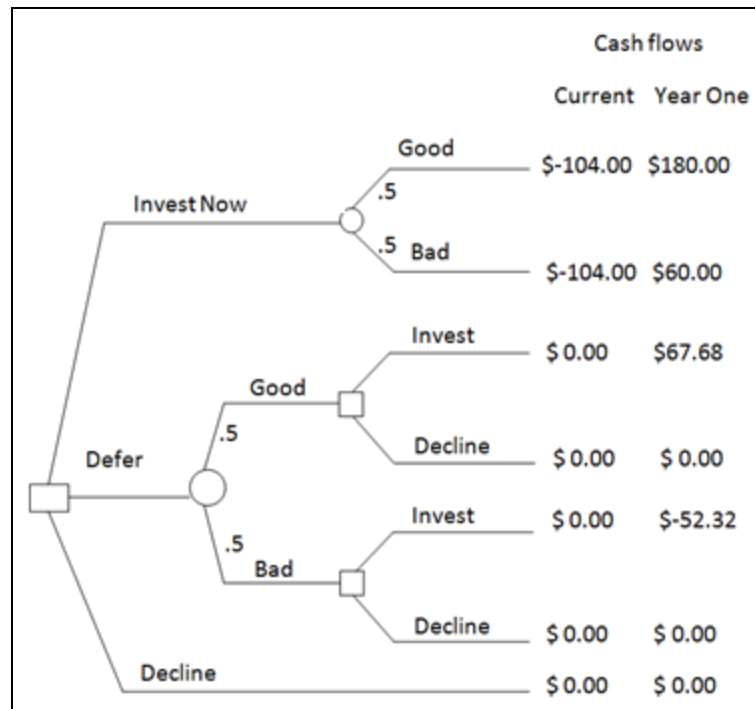 Cash flows
Current Year One
Good
$-104.00 $180.00
.5
Invest Now
.5 Bad
$-104.00 $60.00
Invest
$ 0.00 $67.68
Good
.5
Decline
$ 0.00 $ 0.00
Defer
Invest
$ 0.00 $-52.32
.5
Bad
Decline
$ 0.00 $ 0.00
Decline
$ 0.00 $ 0.00